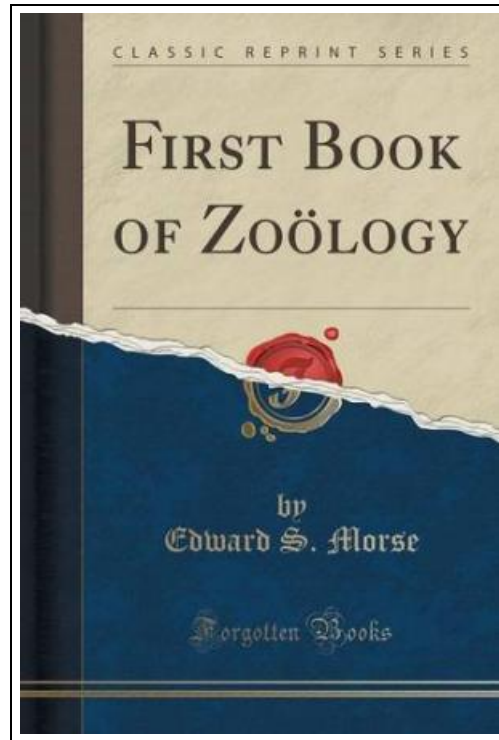 CLASSIC REPRINT SERIES
FIRST BOOK
OF ZOÖLOGY
by
Edward S. Morse
Forgotten Books